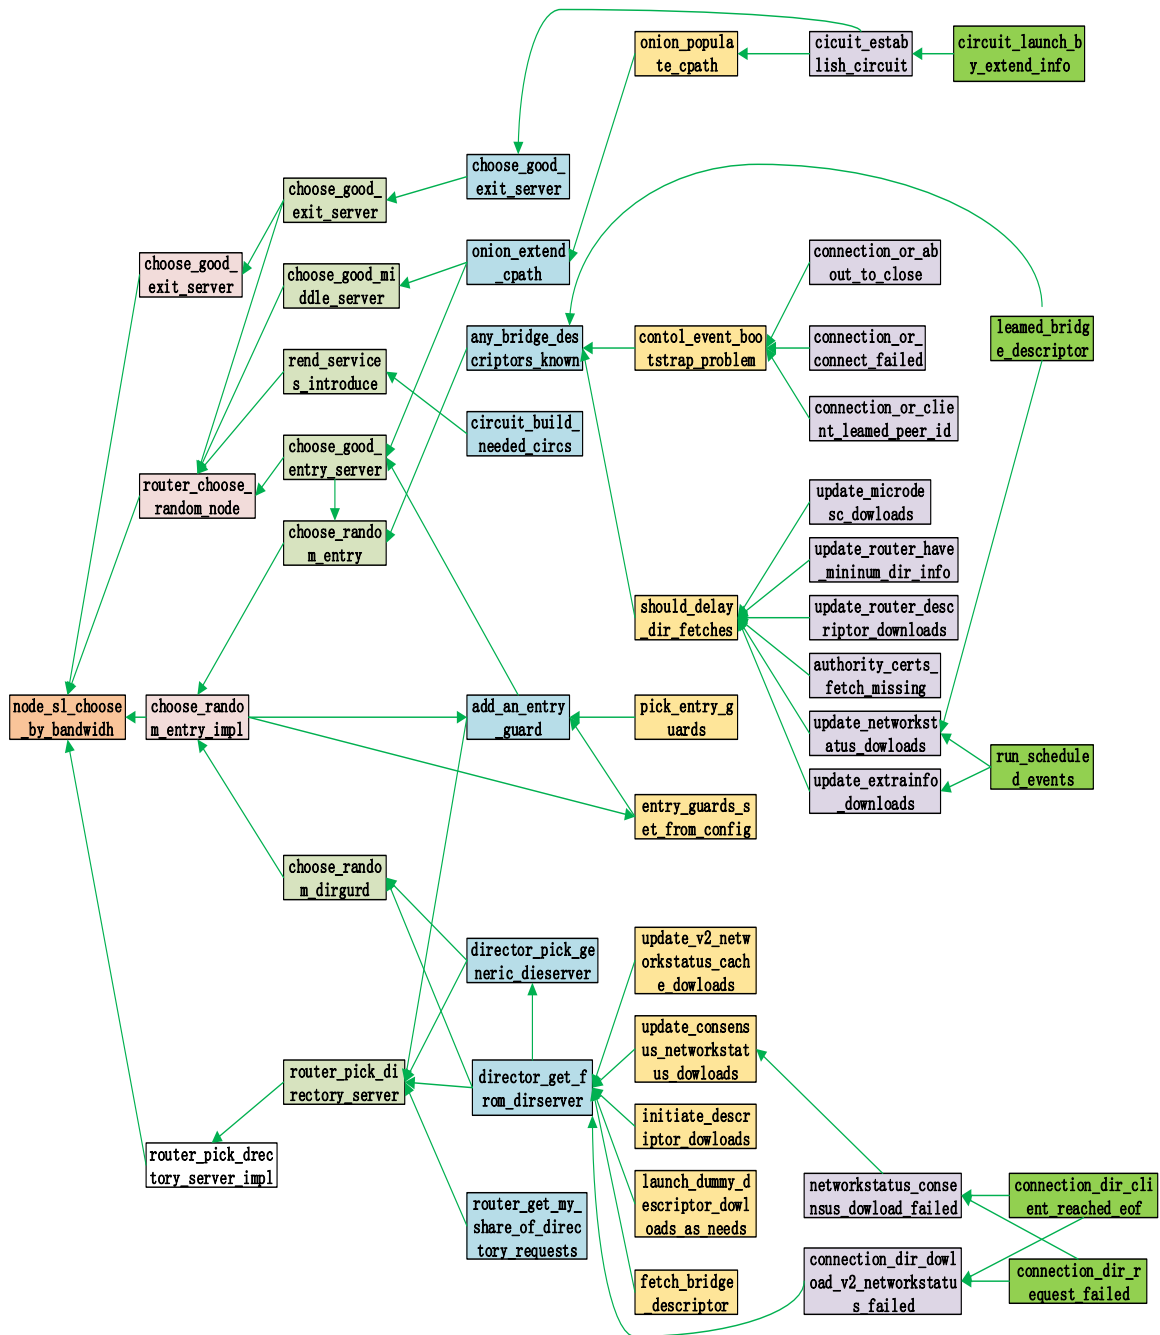 onion_popula
te_cpath
cicuit_estab
lish_circuit
circuit_launch_b
y_extend_info
choose_good_
exit_server
choose_good_
exit_server
choose_good_
exit_server
onion_extend
_cpath
choose_good_mi
ddle_server
connection_or_ab
out_to_close
any_bridge_des
criptors_known
contol_event_boo
tstrap_problem
connection_or_
connect_failed
leamed_bridg
e_descriptor
rend_service
s_introduce
connection_or_clie
nt_leamed_peer_id
circuit_build_
needed_circs
choose_good_
entry_server
router_choose_
random_node
update_microde
sc_dowloads
choose_rando
m_entry
update_router_have
_mininum_dir_info
should_delay
_dir_fetches
update_router_desc
riptor_downloads
authority_certs_
fetch_missing
node_sl_choose
_by_bandwidh
choose_rando
m_entry_impl
add_an_entry
_guard
pick_entry_g
uards
update_networkst
atus_dowloads
run_schedule
d_events
update_extrainfo
_downloads
entry_guards_s
et_from_config
choose_rando
m_dirgurd
director_pick_ge
neric_dieserver
update_v2_netw
orkstatus_cach
e_dowloads
update_consens
us_networkstat
us_dowloads
router_pick_di
rectory_server
director_get_f
rom_dirserver
initiate_descr
iptor_dowloads
router_pick_drec
tory_server_impl
launch_dummy_d
escriptor_dowl
oads_as_needs
networkstatus_conse
nsus_dowload_failed
connection_dir_cli
ent_reached_eof
router_get_my_
share_of_direc
tory_requests
connection_dir_dowl
oad_v2_networkstatu
s_failed
connection_dir_r
equest_failed
fetch_bridge
_descriptor